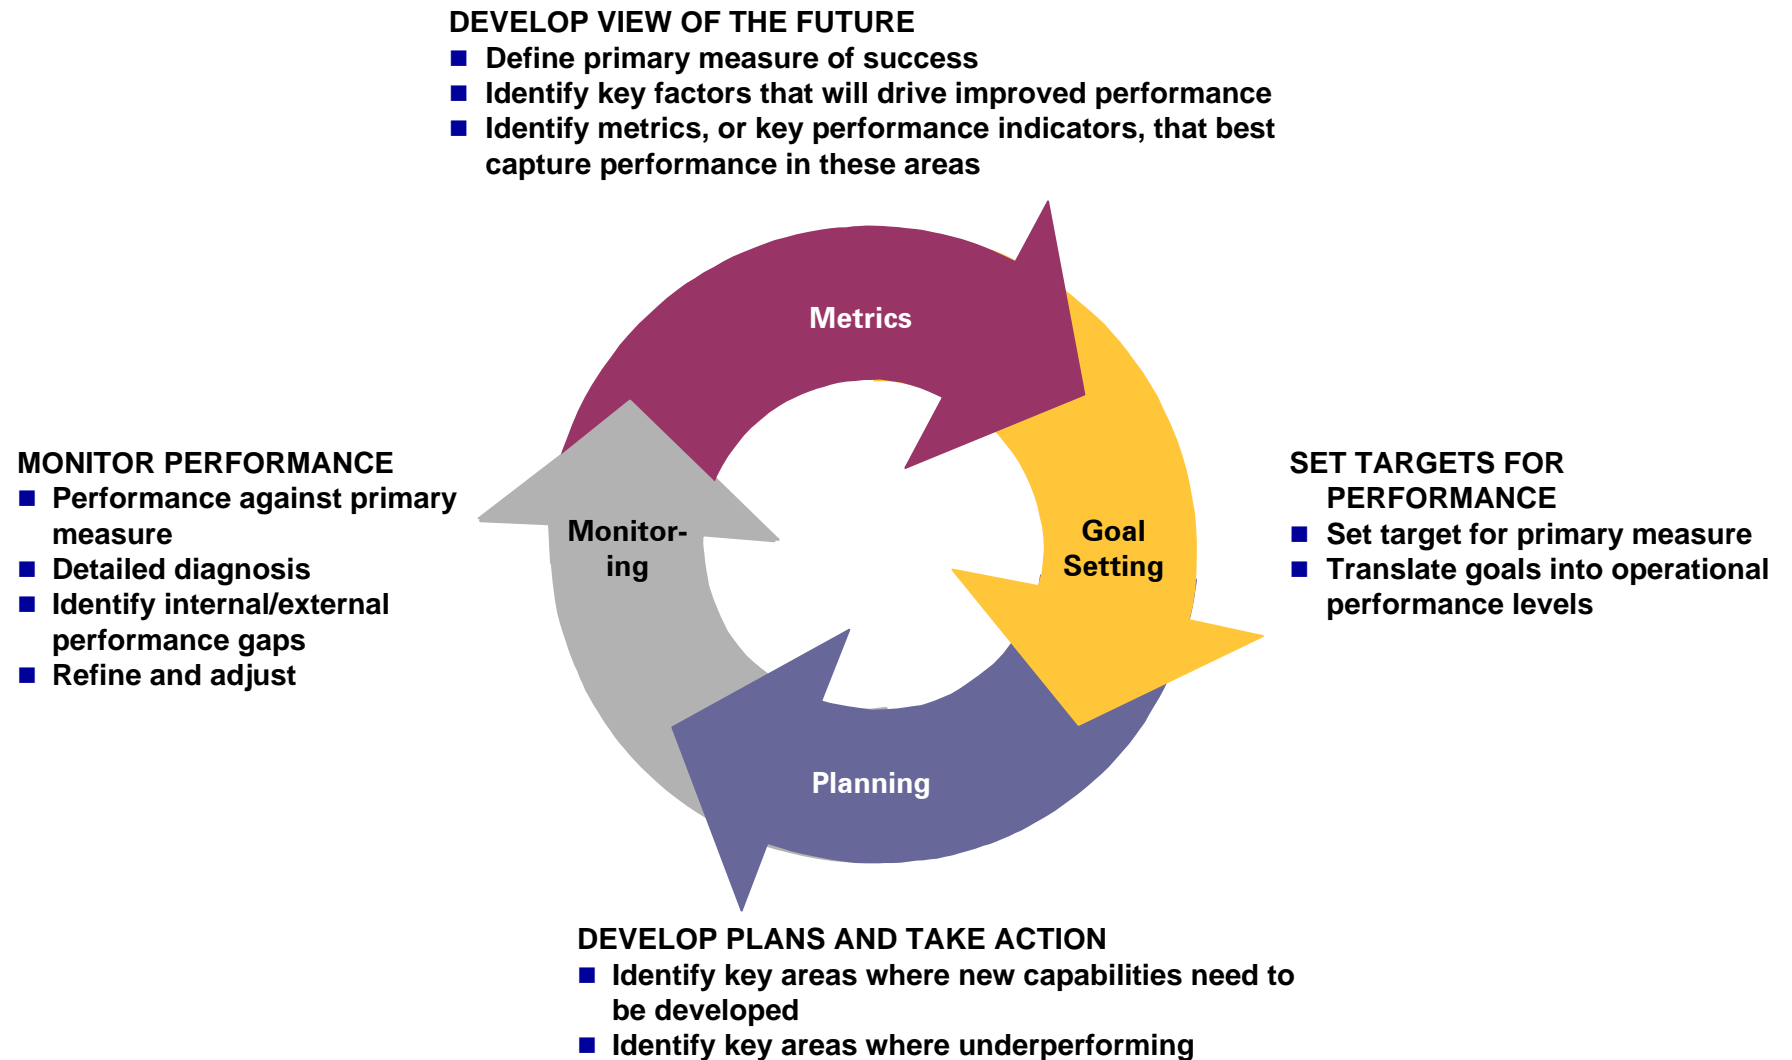 DEVELOP VIEW OF THE FUTURE
Define primary measure of success
Identify key factors that will drive improved performance
Identify metrics, or key performance indicators, that best
capture performance in these areas
Metrics
MONITOR PERFORMANCE
Performance against primary
measure
Detailed diagnosis
Identify internal/external
performance gaps
Refine and adjust
Monitor-
ing
Goal
Setting
SET TARGETS FOR
PERFORMANCE
Set target for primary measure
Translate goals into operational
performance levels
Planning
DEVELOP PLANS AND TAKE ACTION
Identify key areas where new capabilities need to
be developed
Identify key areas where underperforming